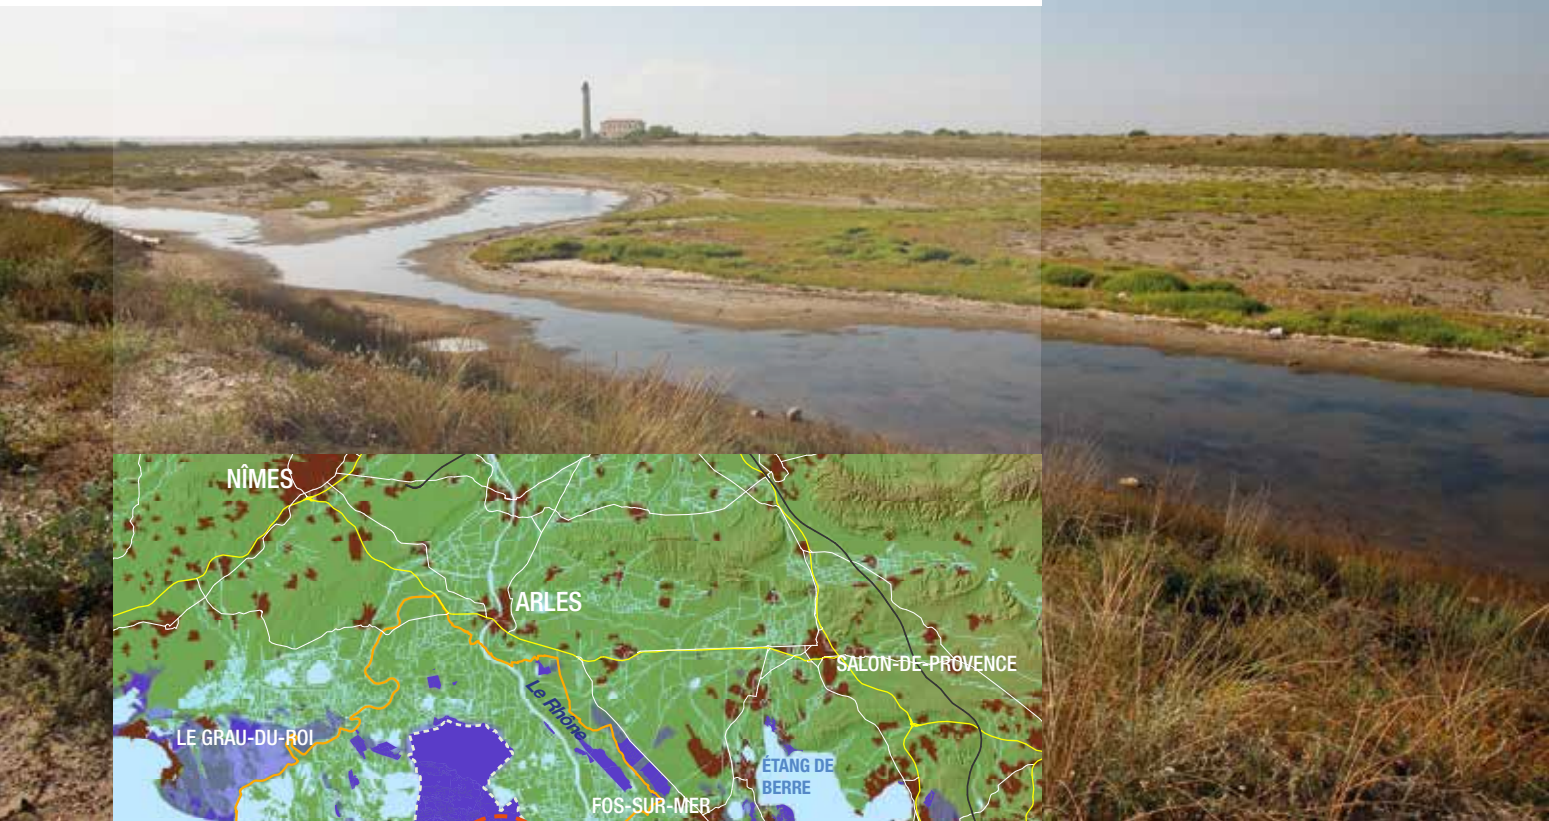 NÎMES
ARLES
SALON-DE-PROVENCE
Le Rhône
LE GRAU-DU-ROI
ÉTANG DE
BERRE
FOS-SUR-MER